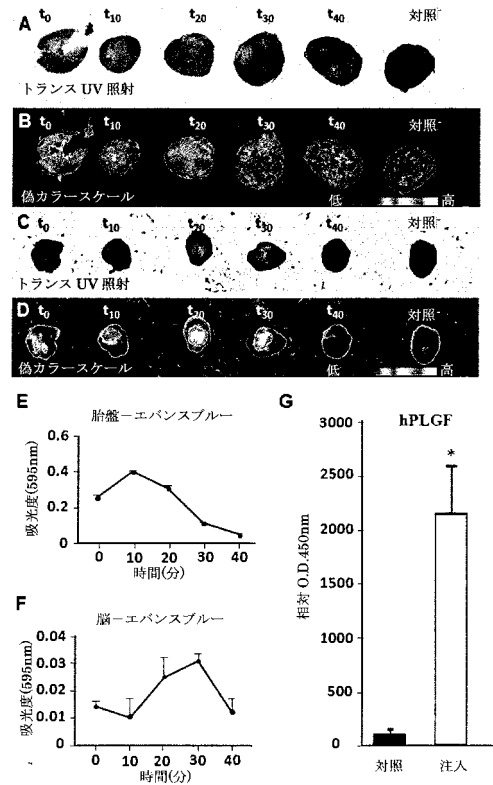 A t0 t10 t20 t30 t40 対照-
トランス UV 照射
B t0 t10 t20 t30 t40 対照-
偽カラースケール 低 高
C t0 t10 t20 t30 t40 対照-
トランス UV 照射
D t0 t10 t20 t30 t40 対照-
偽カラースケール 低 高
E 胎盤－エバンスブルー
吸光度(595nm)
0.6
0.4
0.2
0
0 10 20 30 40
時間(分)
F 脳－エバンスブルー
吸光度(595nm)
0.04
0.03
0.02
0.01
0
0 10 20 30 40
時間(分)
G hPLGF
相対 O.D.450nm
3000
2500
2000
1500
1000
500
0
*
対照 注入